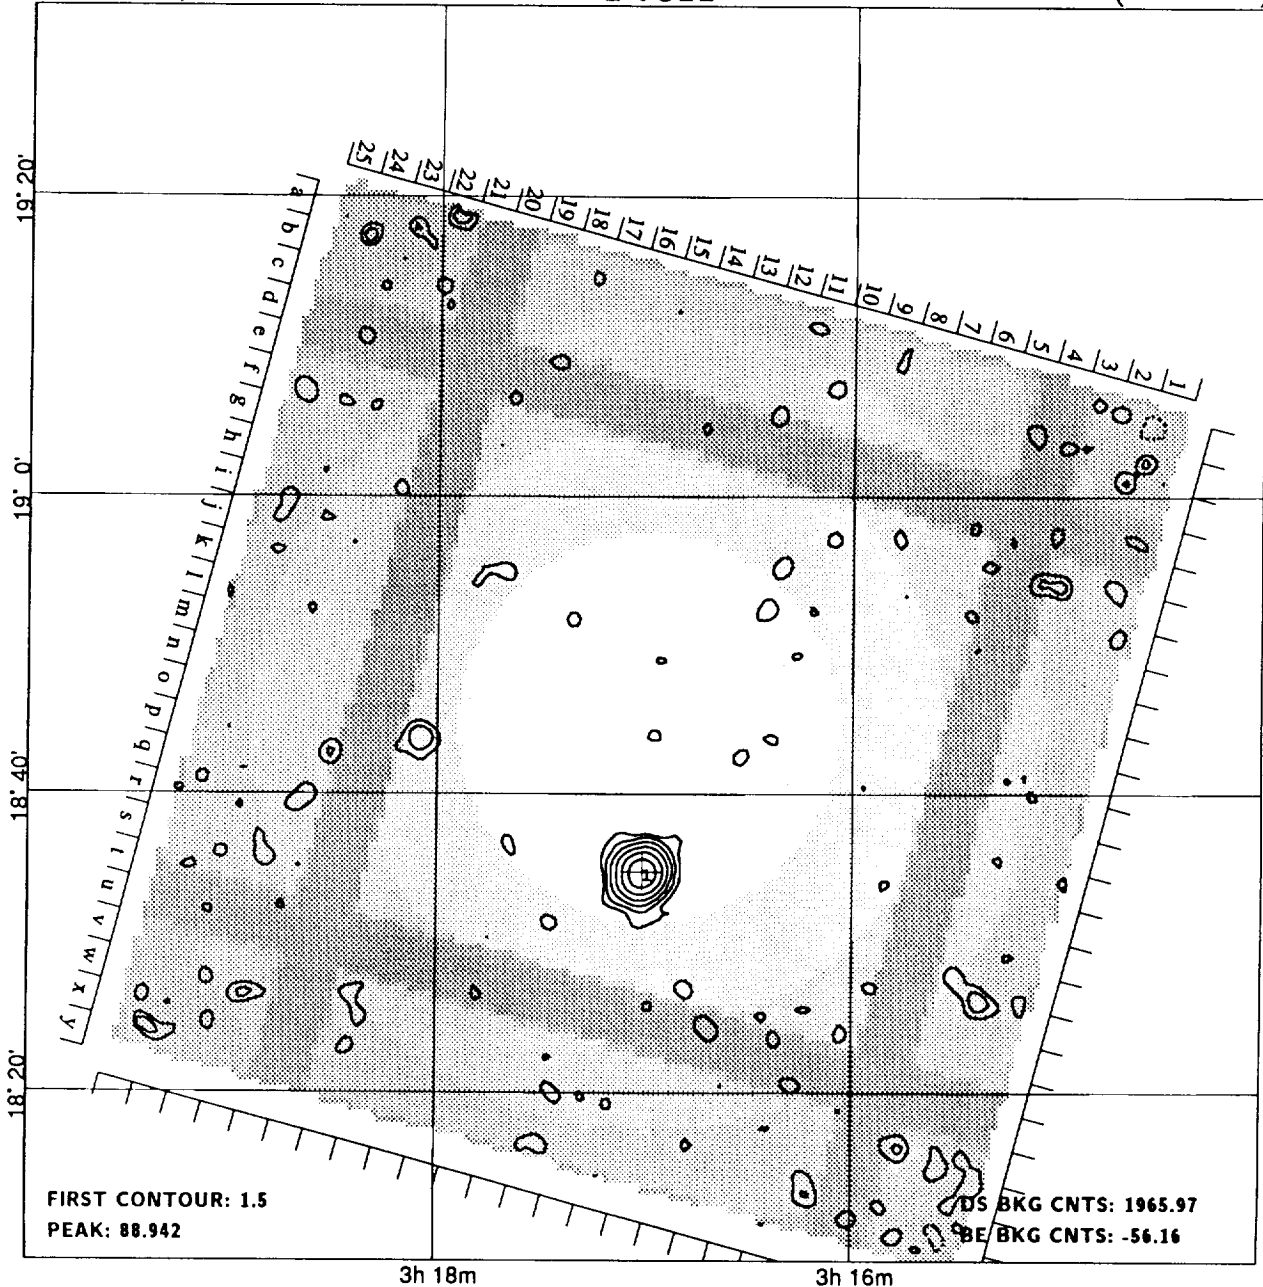 25 24 23 22 21 20 19 18 17 16 15 14 13 12 11 10 9 8 7 6 5 4 3 2 1
a b c d e f g h i j k l m n o p q r s t u v w x y
19° 20'
19° 0'
18° 40'
18° 20'
1
FIRST CONTOUR: 1.5
PEAK: 88.942
DS BKG CNTS: 1965.97
BE BKG CNTS: -56.16
3h 18m
3h 16m